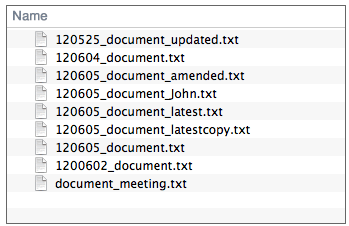 Name
120525_document_updated.txt
120604_document.txt
120605_document_amended.txt
120605_document_John.txt
120605_document_latest.txt
120605_document_latestcopy.txt
120605_document.txt
1200602_document.txt
document_meeting.txt